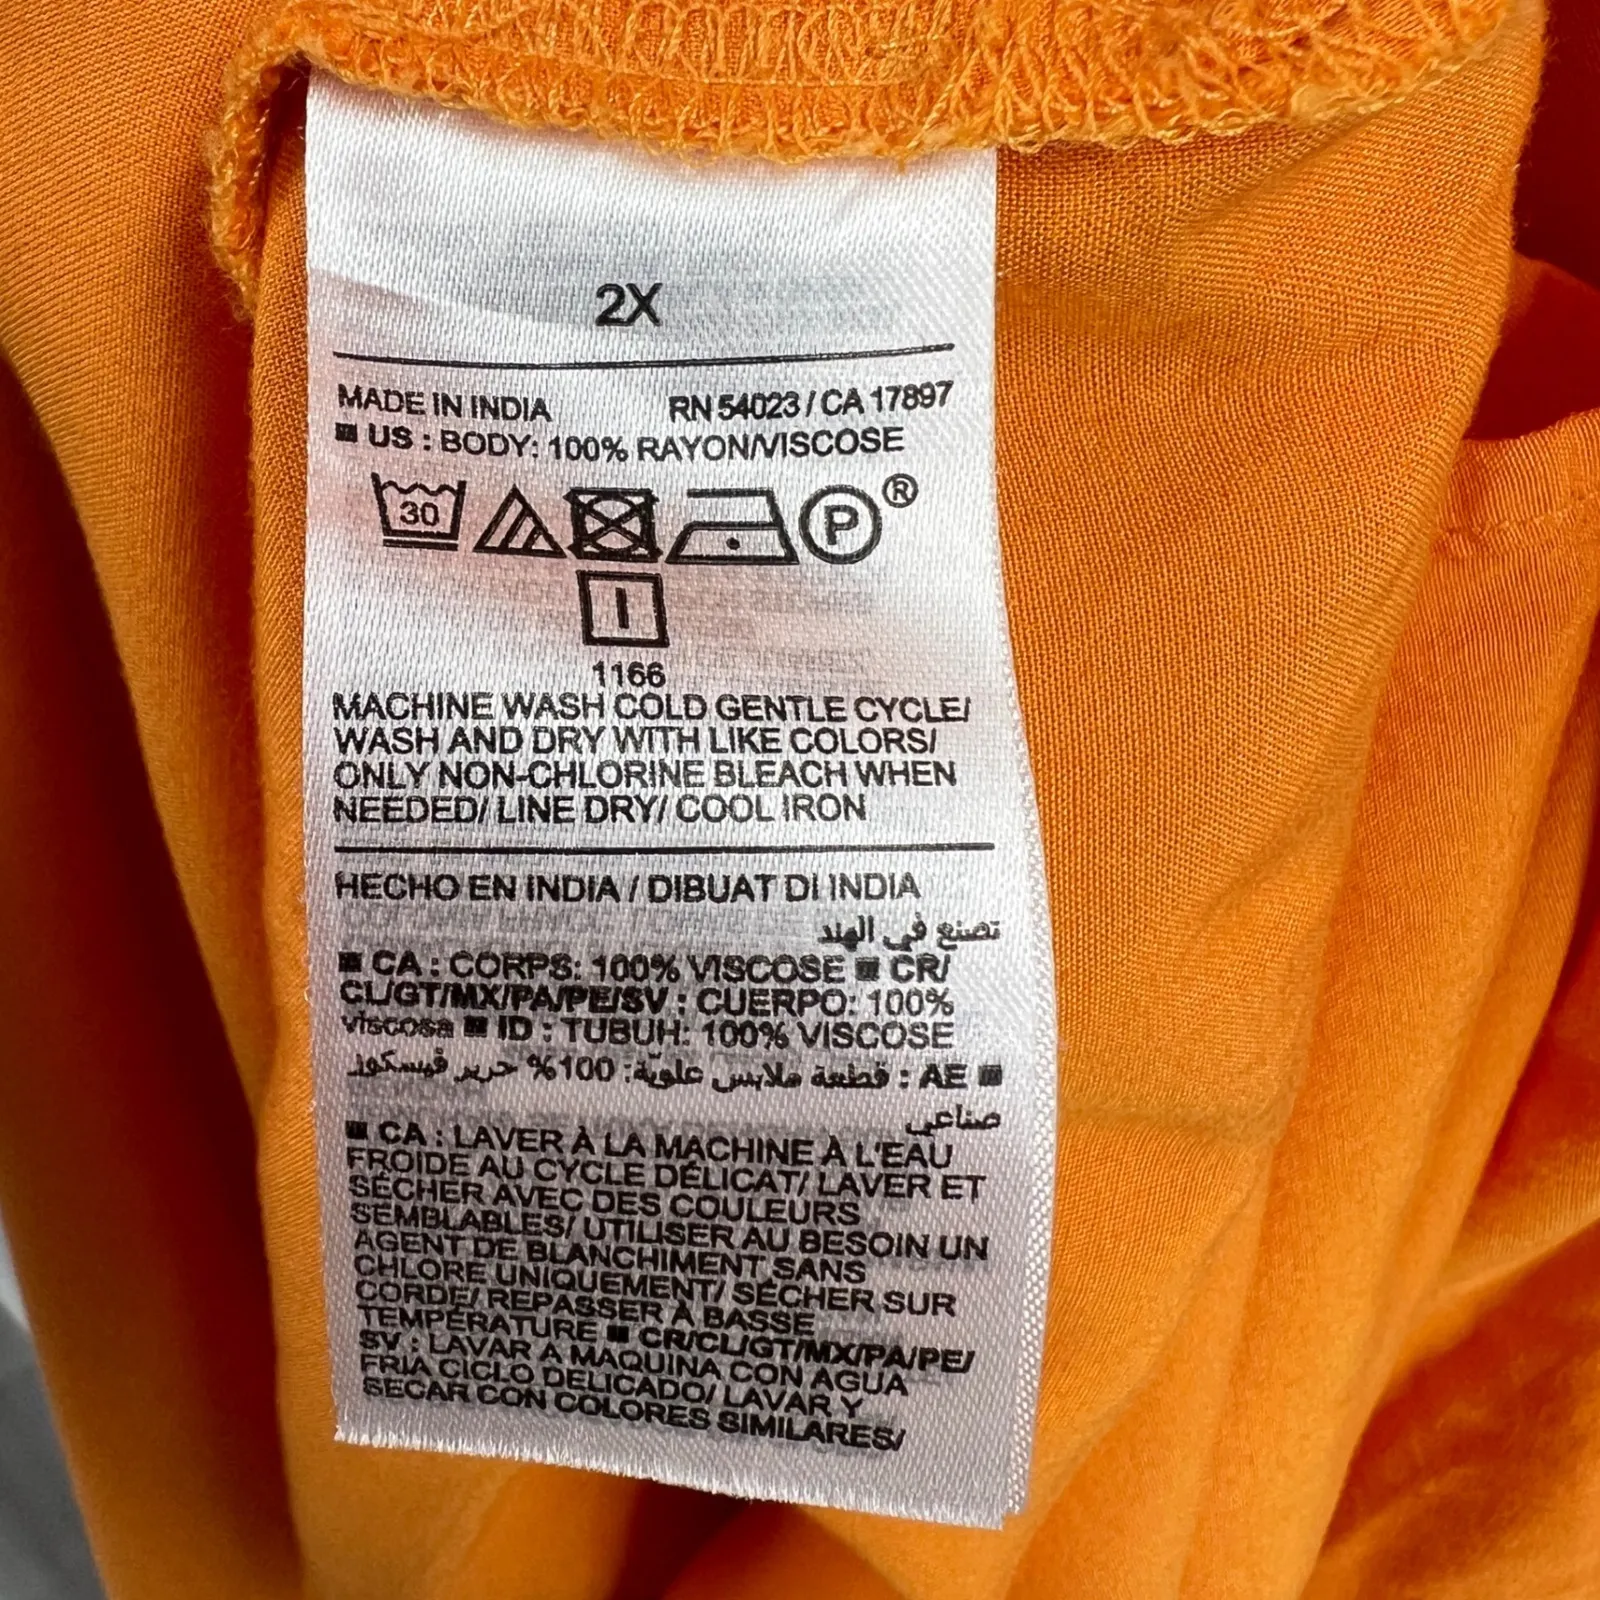 2X
MADE IN INDIA RN 54023 / CA 17897
■ US : BODY: 100% RAYON/VISCOSE
30 P ®
1166
MACHINE WASH COLD GENTLE CYCLE/
WASH AND DRY WITH LIKE COLORS/
ONLY NON-CHLORINE BLEACH WHEN
NEEDED/ LINE DRY/ COOL IRON
HECHO EN INDIA / DIBUAT DI INDIA
تصنع في الهند
■ CA : CORPS: 100% VISCOSE ■ CR/
CL/GT/MX/PA/PE/SV : CUERPO: 100%
viscosa ■ ID : TUBUH: 100% VISCOSE
■ AE : قطعة ملابس علويّة: 100% حرير فيسكوز
صناعي
■ CA : LAVER À LA MACHINE À L'EAU
FROIDE AU CYCLE DÉLICAT/ LAVER ET
SÉCHER AVEC DES COULEURS
SEMBLABLES/ UTILISER AU BESOIN UN
AGENT DE BLANCHIMENT SANS
CHLORE UNIQUEMENT/ SÉCHER SUR
CORDE/ REPASSER À BASSE
TEMPÉRATURE ■ CR/CL/GT/MX/PA/PE/
SV : LAVAR A MAQUINA CON AGUA
FRIA CICLO DELICADO/ LAVAR Y
SECAR CON COLORES SIMILARES/